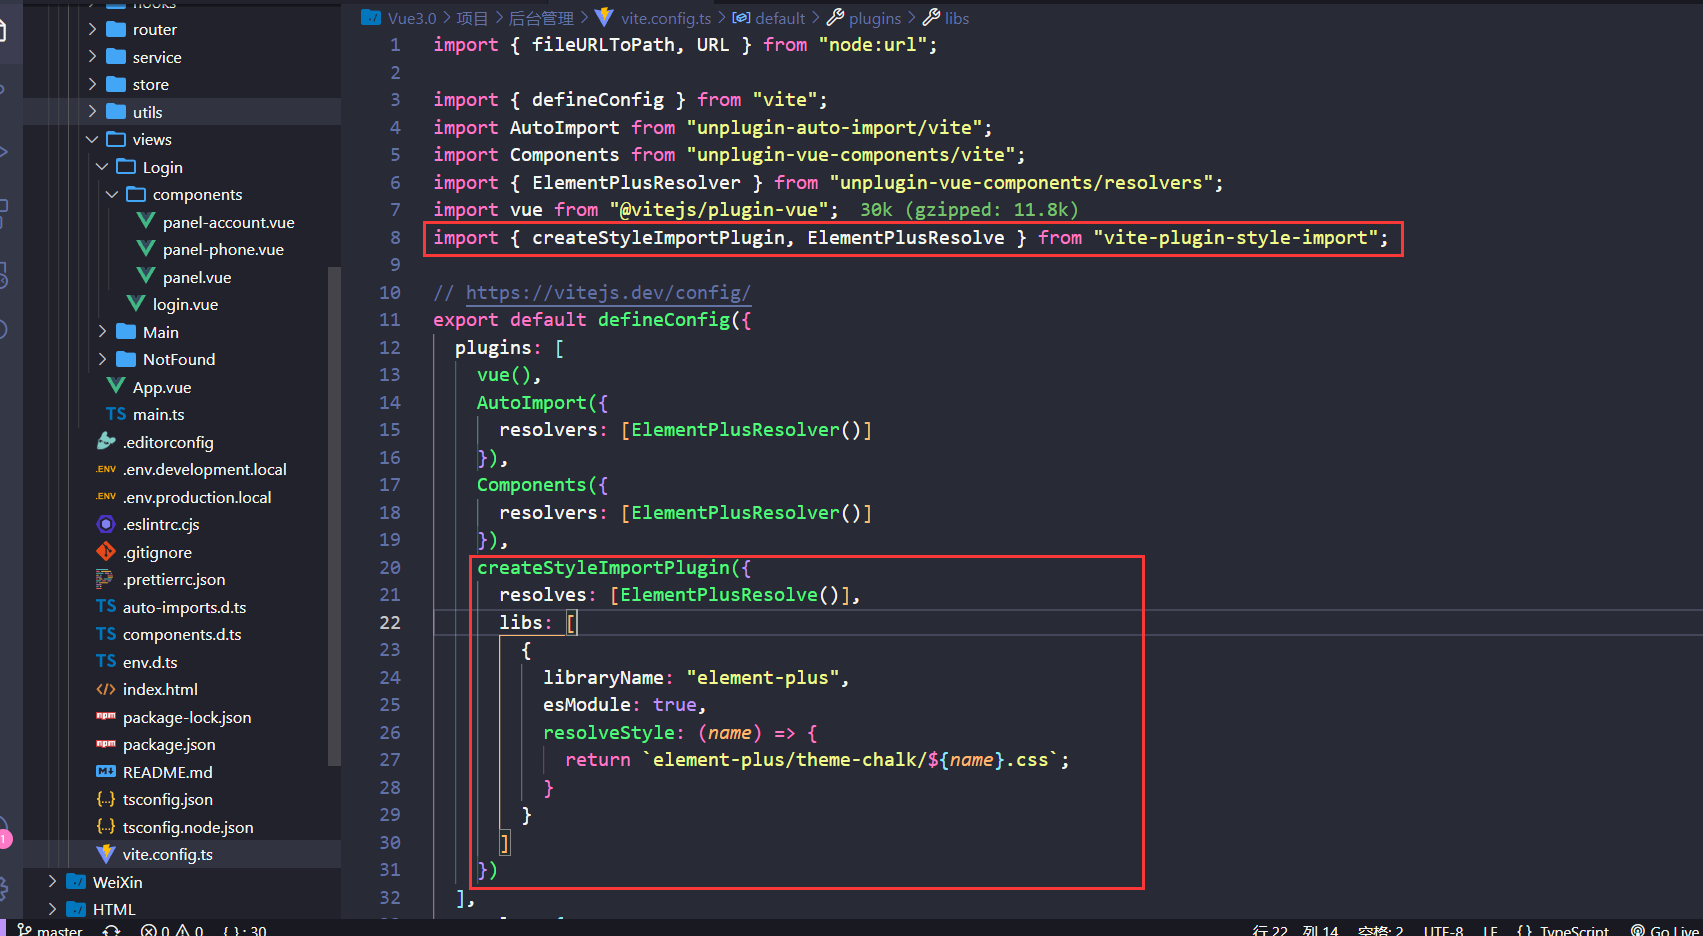 hooks
router
service
store
utils
views
Login
components
panel-account.vue
panel-phone.vue
panel.vue
login.vue
Main
NotFound
App.vue
TS main.ts
.editorconfig
.ENV .env.development.local
.ENV .env.production.local
.eslintrc.cjs
.gitignore
.prettierrc.json
TS auto-imports.d.ts
TS components.d.ts
TS env.d.ts
index.html
npm package-lock.json
npm package.json
README.md
{..} tsconfig.json
{..} tsconfig.node.json
vite.config.ts
WeiXin
HTML
1
Vue3.0 > 项目 > 后台管理 > vite.config.ts > default > plugins > libs
1 import { fileURLToPath, URL } from "node:url";
2
3 import { defineConfig } from "vite";
4 import AutoImport from "unplugin-auto-import/vite";
5 import Components from "unplugin-vue-components/vite";
6 import { ElementPlusResolver } from "unplugin-vue-components/resolvers";
7 import vue from "@vitejs/plugin-vue"; 30k (gzipped: 11.8k)
8 import { createStyleImportPlugin, ElementPlusResolve } from "vite-plugin-style-import";
9
10 // https://vitejs.dev/config/
11 export default defineConfig({
12 plugins: [
13 vue(),
14 AutoImport({
15 resolvers: [ElementPlusResolver()]
16 }),
17 Components({
18 resolvers: [ElementPlusResolver()]
19 }),
20 createStyleImportPlugin({
21 resolves: [ElementPlusResolve()],
22 libs: [
23 {
24 libraryName: "element-plus",
25 esModule: true,
26 resolveStyle: (name) => {
27 return `element-plus/theme-chalk/${name}.css`;
28 }
29 }
30 ]
31 })
32 ],
master 0 0 { } : 30 行 22, 列 14 空格: 2 UTF-8 LF {} TypeScript Go Live